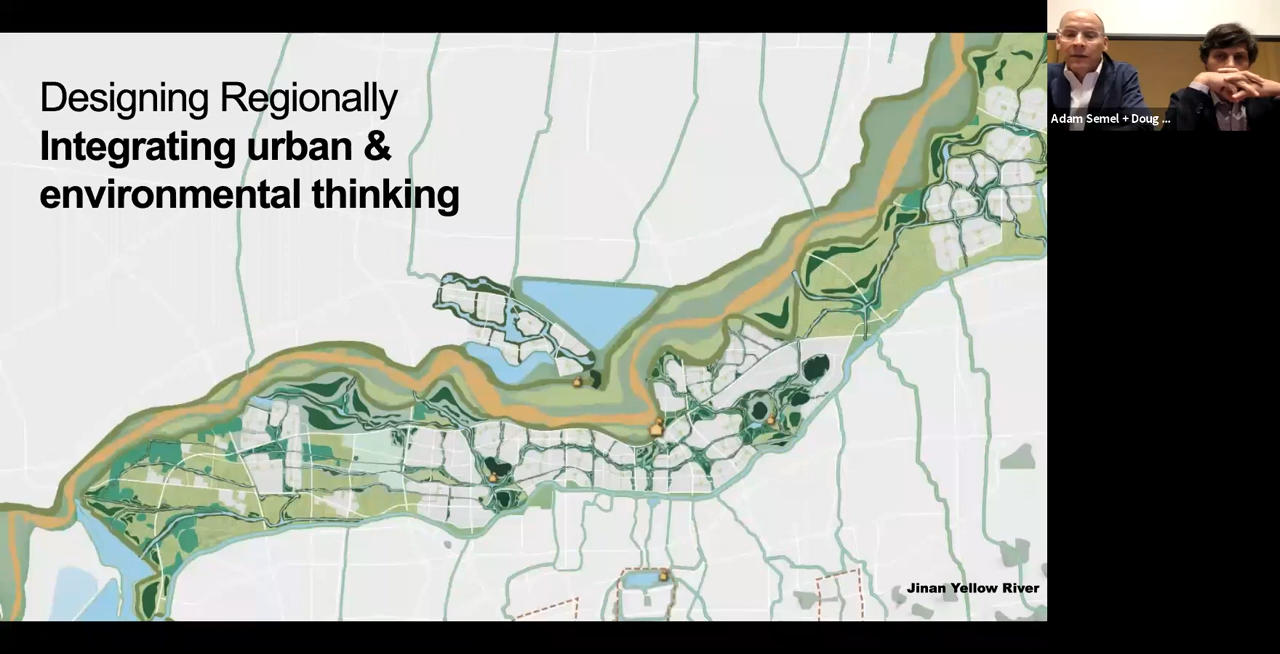 Designing Regionally
Integrating urban &
environmental thinking
Adam Semel + Doug ...
Jinan Yellow River